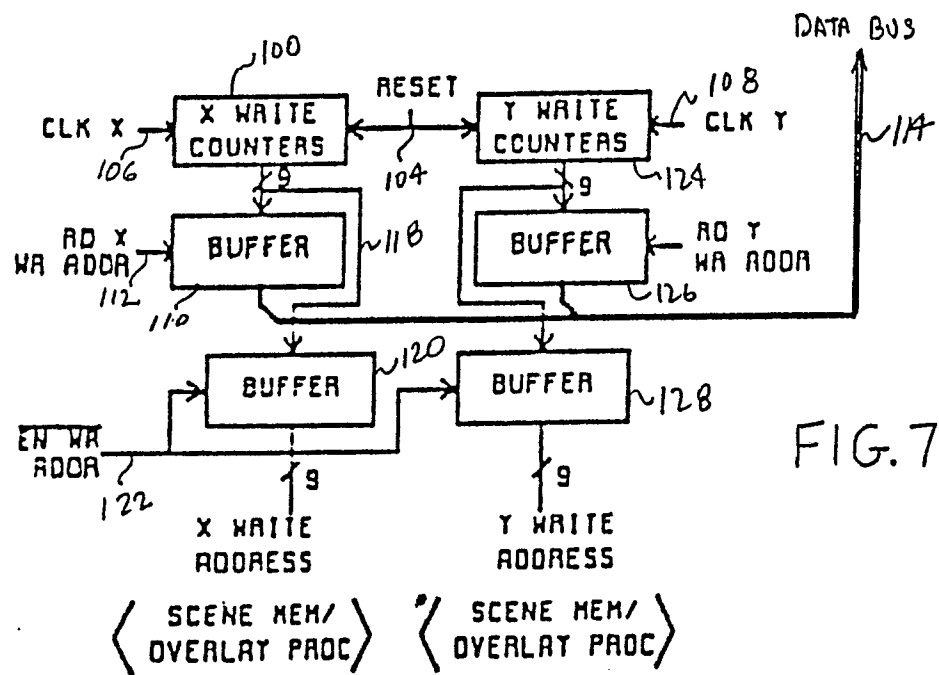 DATA BUS
100
RESET
108
CLK X
X WRITE
COUNTERS
Y WRITE
COUNTERS
CLK Y
114
106
9
104
9
124
RD X
WR ADDR
BUFFER
118
BUFFER
RD Y
WR ADDR
112
110
126
120
BUFFER
BUFFER
128
EN WR
ADDR
122
FIG. 7
9
9
X WRITE
ADDRESS
Y WRITE
ADDRESS
SCENE MEM/
OVERLAY PROC
SCENE MEM/
OVERLAY PROC